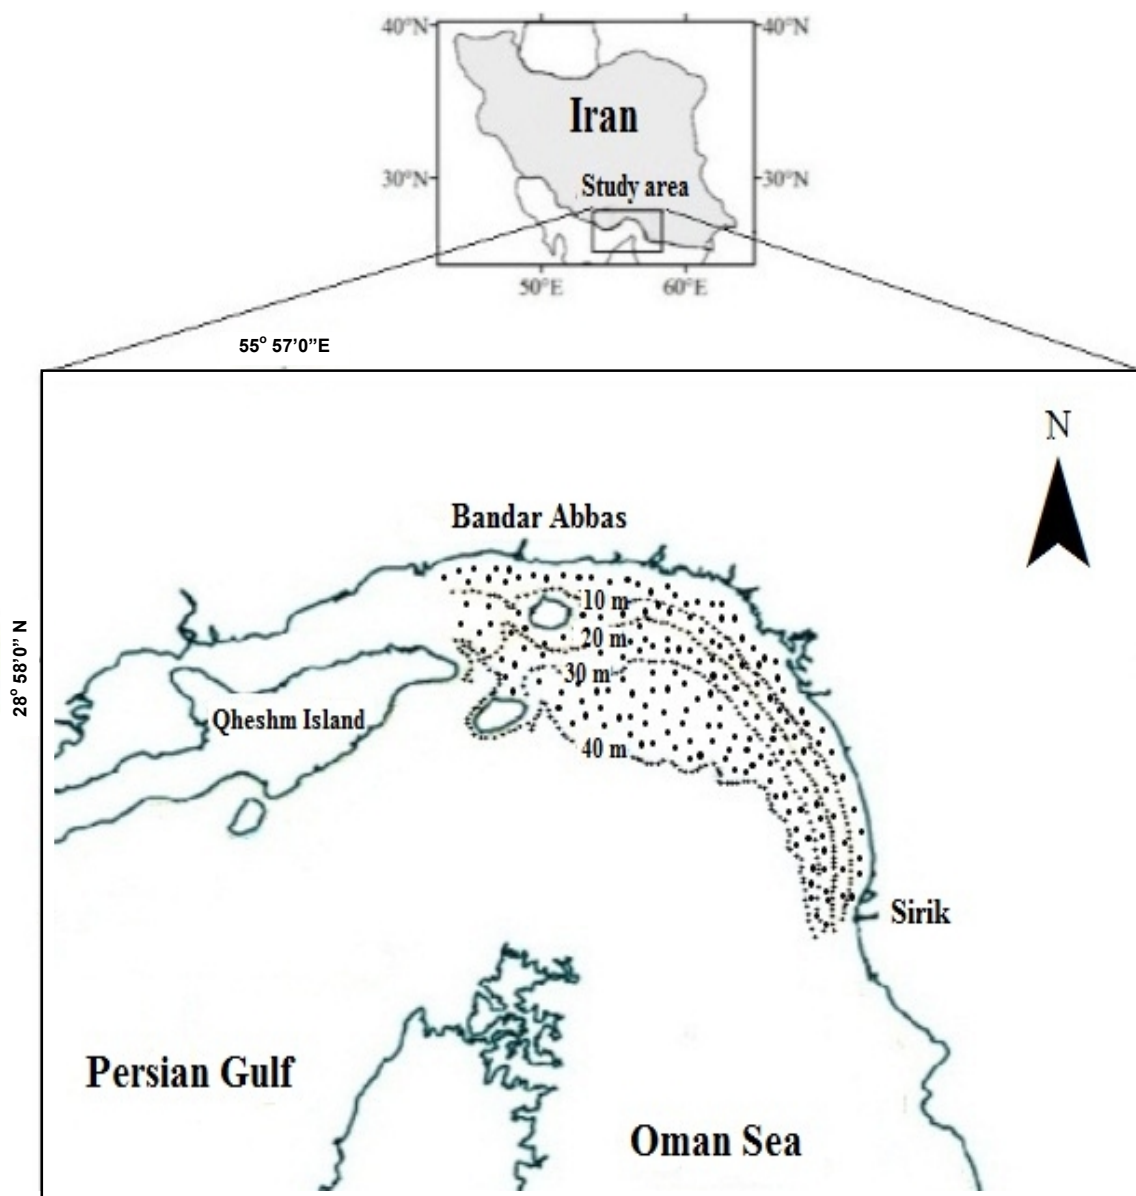 40°N
40°N
Iran
30°N
30°N
Study area
50°E
60°E
55° 57’0”E
N
Bandar Abbas
10 m
20 m
28° 58’0” N
30 m
Qheshm Island
40 m
Sirik
Persian Gulf
Oman Sea